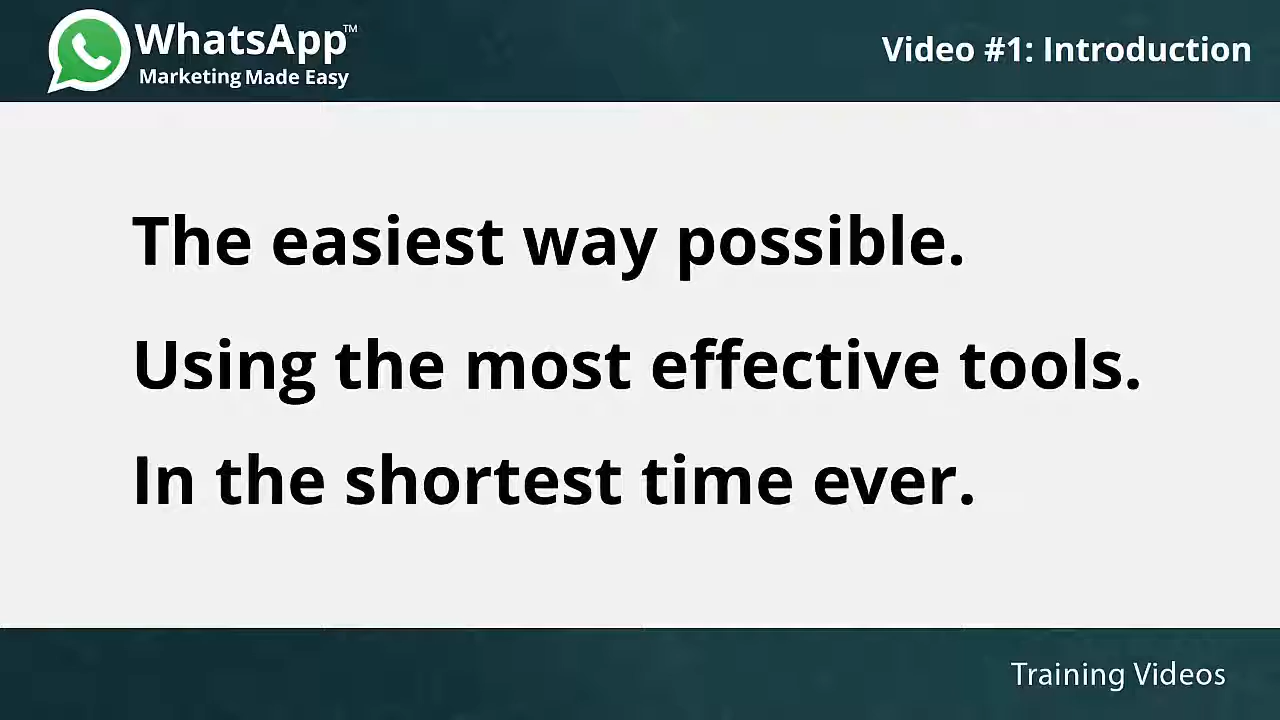 WhatsApp™
Marketing Made Easy
Video #1: Introduction
The easiest way possible.
Using the most effective tools.
In the shortest time ever.
Training Videos